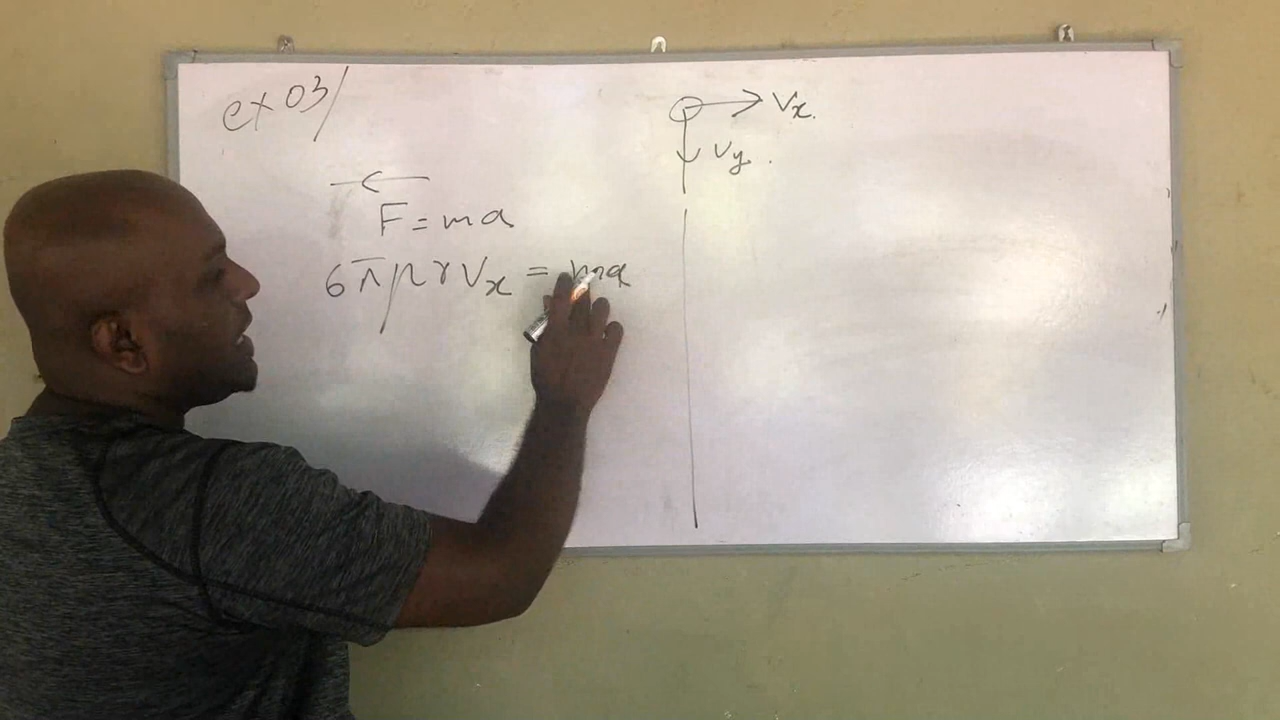 ex 03/
Vx.
Vy.
F = ma
6πμrVx = ma